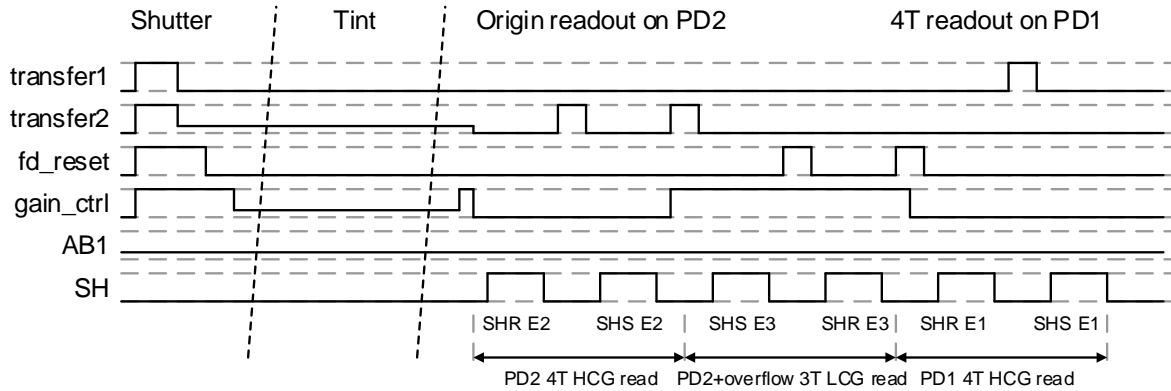 Shutter Tint Origin readout on PD2 4T readout on PD1
transfer1
transfer2
fd_reset
gain_ctrl
AB1
SH
SHR E2 SHS E2 SHS E3 SHR E3 SHR E1 SHS E1
PD2 4T HCG read PD2+overflow 3T LCG read PD1 4T HCG read